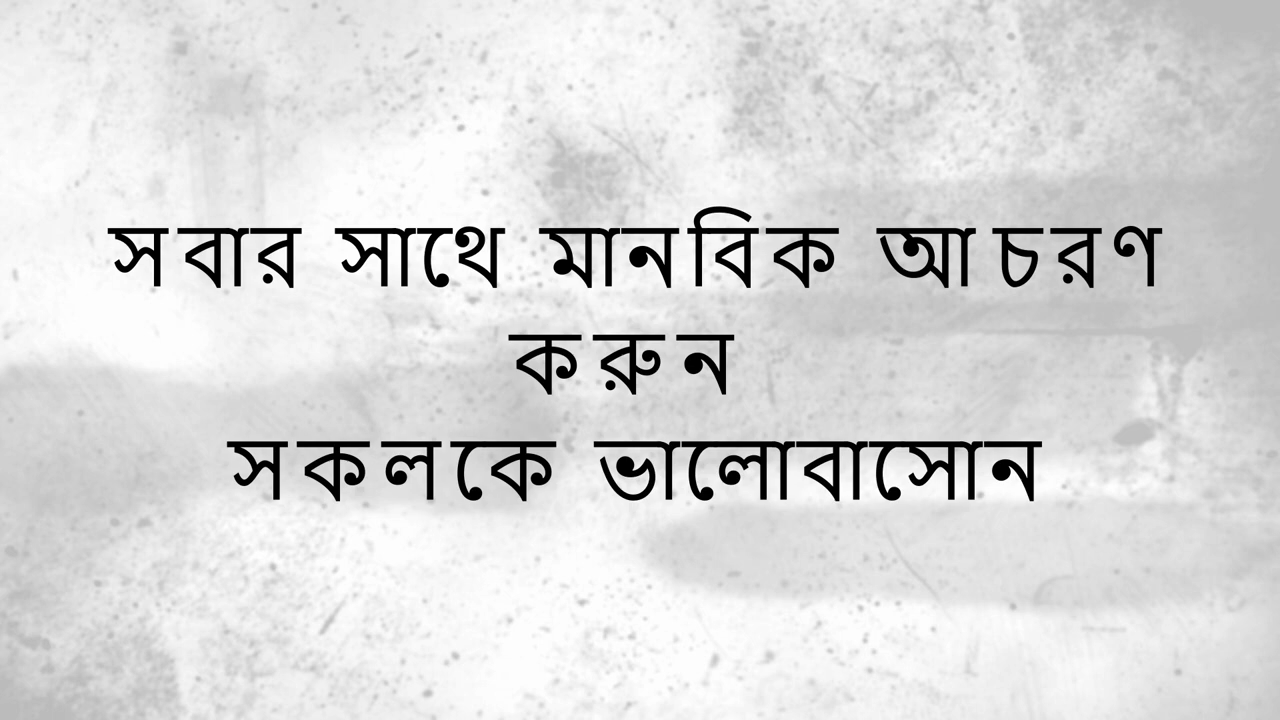 সবার সাথে মানবিক আচরণ
করুন
সকলকে ভালোবাসোন